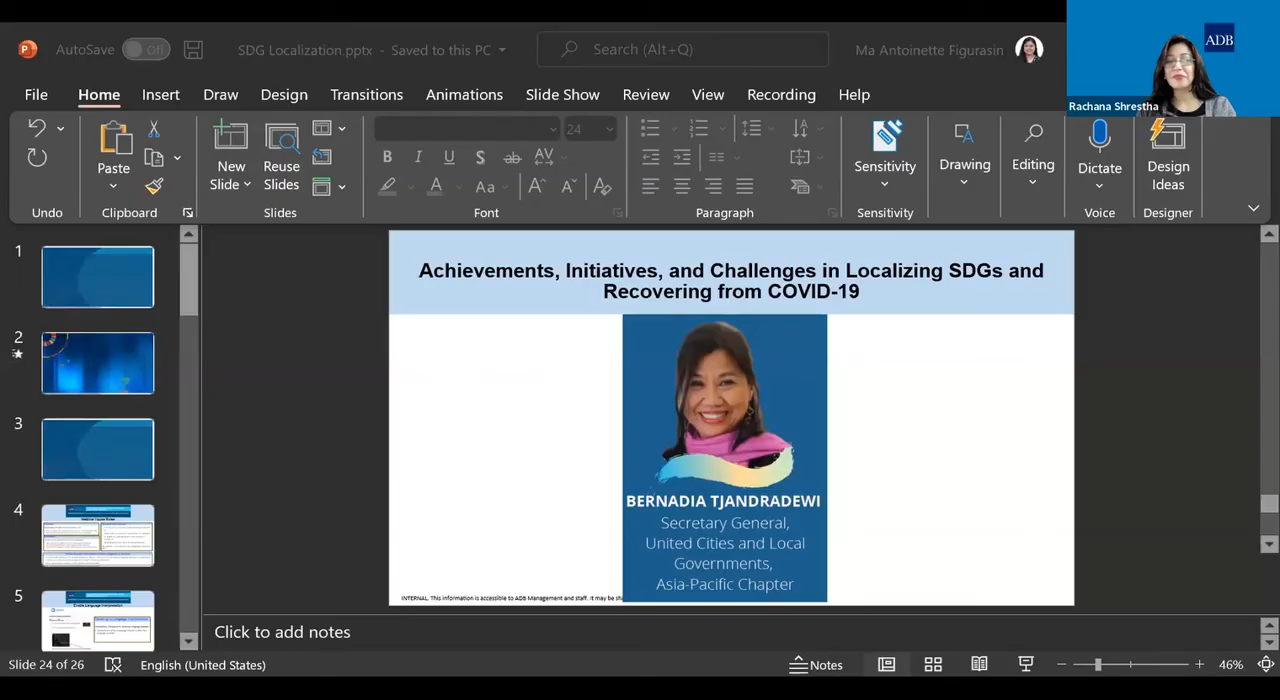 AutoSave Off SDG Localization.pptx - Saved to this PC Search (Alt+Q) Ma Antoinette Figurasin
ADB
Rachana Shrestha
File Home Insert Draw Design Transitions Animations Slide Show Review View Recording Help
Paste
New
Slide
Reuse
Slides
24
B I U S ab AV
A Aa A A
Sensitivity
Drawing
Editing
Dictate
Design
Ideas
Undo Clipboard Slides Font Paragraph Sensitivity Voice Designer
1
2
3
4
5
Achievements, Initiatives, and Challenges in Localizing SDGs and
Recovering from COVID-19
BERNADIA TJANDRADEWI
Secretary General,
United Cities and Local
Governments,
Asia-Pacific Chapter
INTERNAL. This information is accessible to ADB Management and staff. It may be
Click to add notes
Slide 24 of 26 English (United States) Notes 46%